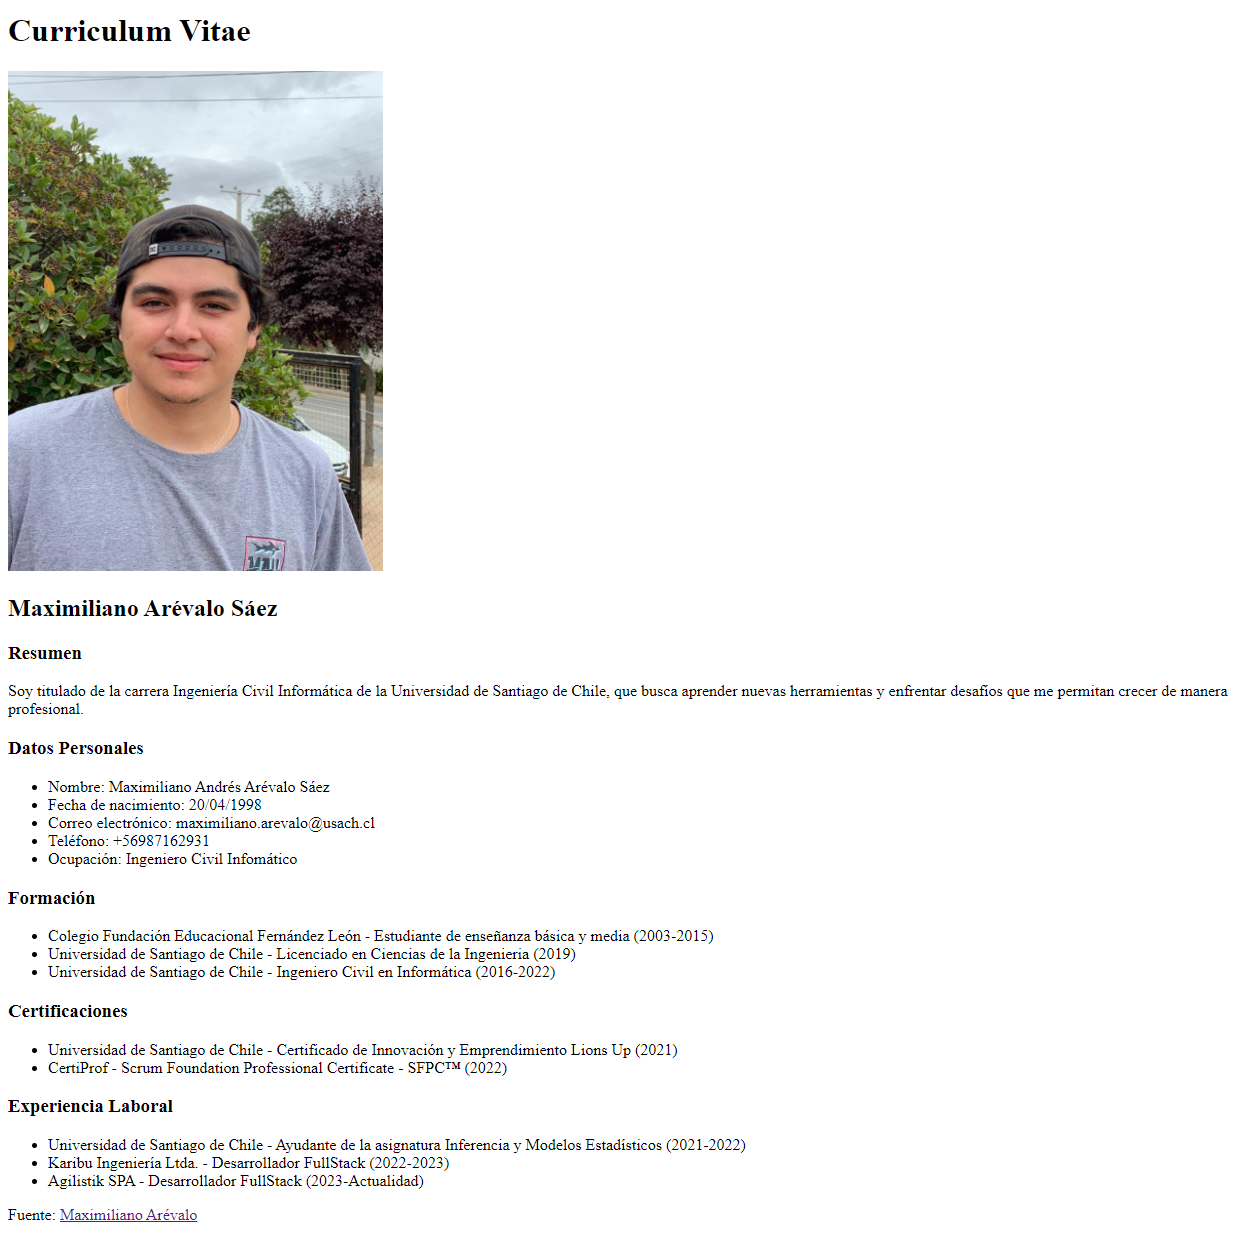 Curriculum Vitae
Maximiliano Arévalo Sáez
Resumen
Soy titulado de la carrera Ingeniería Civil Informática de la Universidad de Santiago de Chile, que busca aprender nuevas herramientas y enfrentar desafíos que me permitan crecer de manera
profesional.
Datos Personales
Nombre: Maximiliano Andrés Arévalo Sáez
Fecha de nacimiento: 20/04/1998
Correo electrónico: maximiliano.arevalo@usach.cl
Teléfono: +56987162931
Ocupación: Ingeniero Civil Infomático
Formación
Colegio Fundación Educacional Fernández León - Estudiante de enseñanza básica y media (2003-2015)
Universidad de Santiago de Chile - Licenciado en Ciencias de la Ingenieria (2019)
Universidad de Santiago de Chile - Ingeniero Civil en Informática (2016-2022)
Certificaciones
Universidad de Santiago de Chile - Certificado de Innovación y Emprendimiento Lions Up (2021)
CertiProf - Scrum Foundation Professional Certificate - SFPC™ (2022)
Experiencia Laboral
Universidad de Santiago de Chile - Ayudante de la asignatura Inferencia y Modelos Estadísticos (2021-2022)
Karibu Ingeniería Ltda. - Desarrollador FullStack (2022-2023)
Agilistik SPA - Desarrollador FullStack (2023-Actualidad)
Fuente: Maximiliano Arévalo